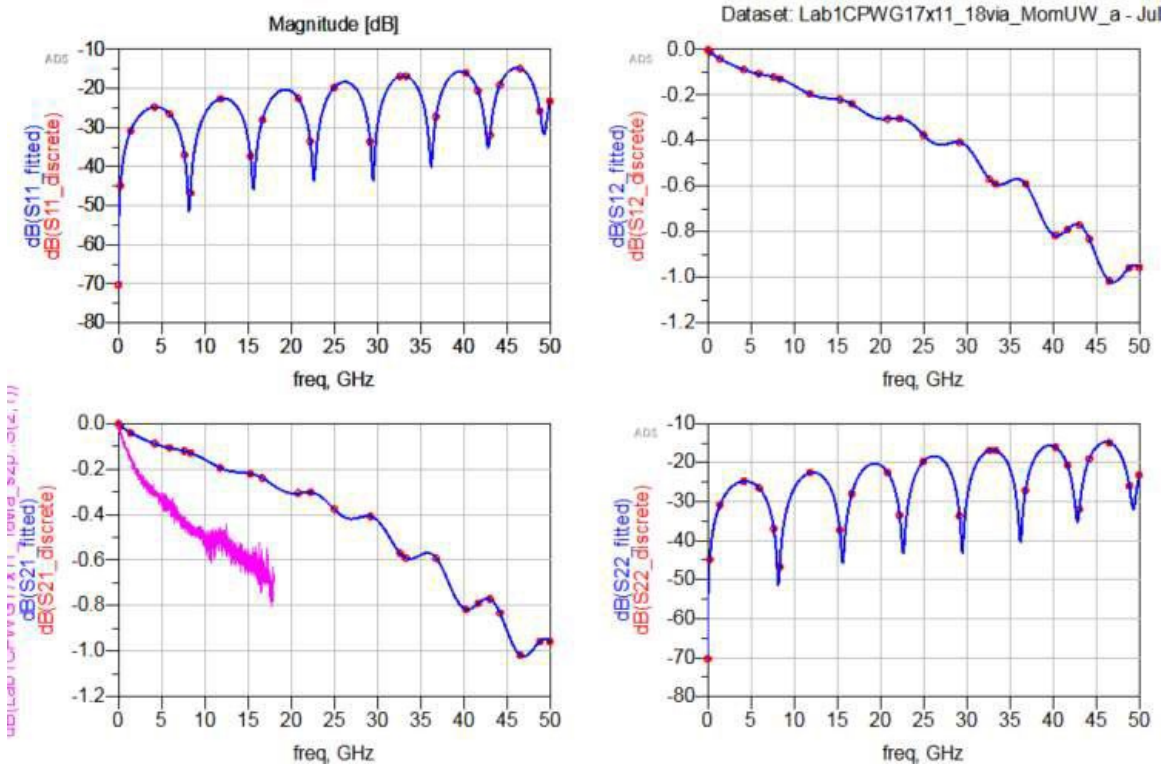 Magnitude [dB]
Dataset: Lab1CPWG17x11_18via_MomUW_a - Jul
ADS
dB(S11_fitted)
dB(S11_discrete)
-10
-20
-30
-40
-50
-60
-70
-80
0 5 10 15 20 25 30 35 40 45 50
freq, GHz
ADS
dB(S12_fitted)
dB(S12_discrete)
0.0
-0.2
-0.4
-0.6
-0.8
-1.0
-1.2
0 5 10 15 20 25 30 35 40 45 50
freq, GHz
dB(S21_fitted)
dB(S21_discrete)
0.0
-0.2
-0.4
-0.6
-0.8
-1.0
-1.2
0 5 10 15 20 25 30 35 40 45 50
freq, GHz
ADS
dB(S22_fitted)
dB(S22_discrete)
-10
-20
-30
-40
-50
-60
-70
-80
0 5 10 15 20 25 30 35 40 45 50
freq, GHz